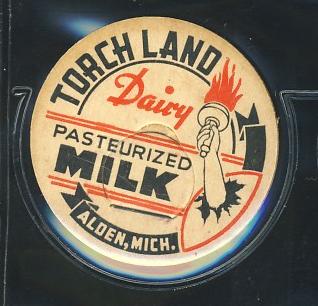 TORCH LAND
Dairy
PASTEURIZED
MILK
ALDEN, MICH.